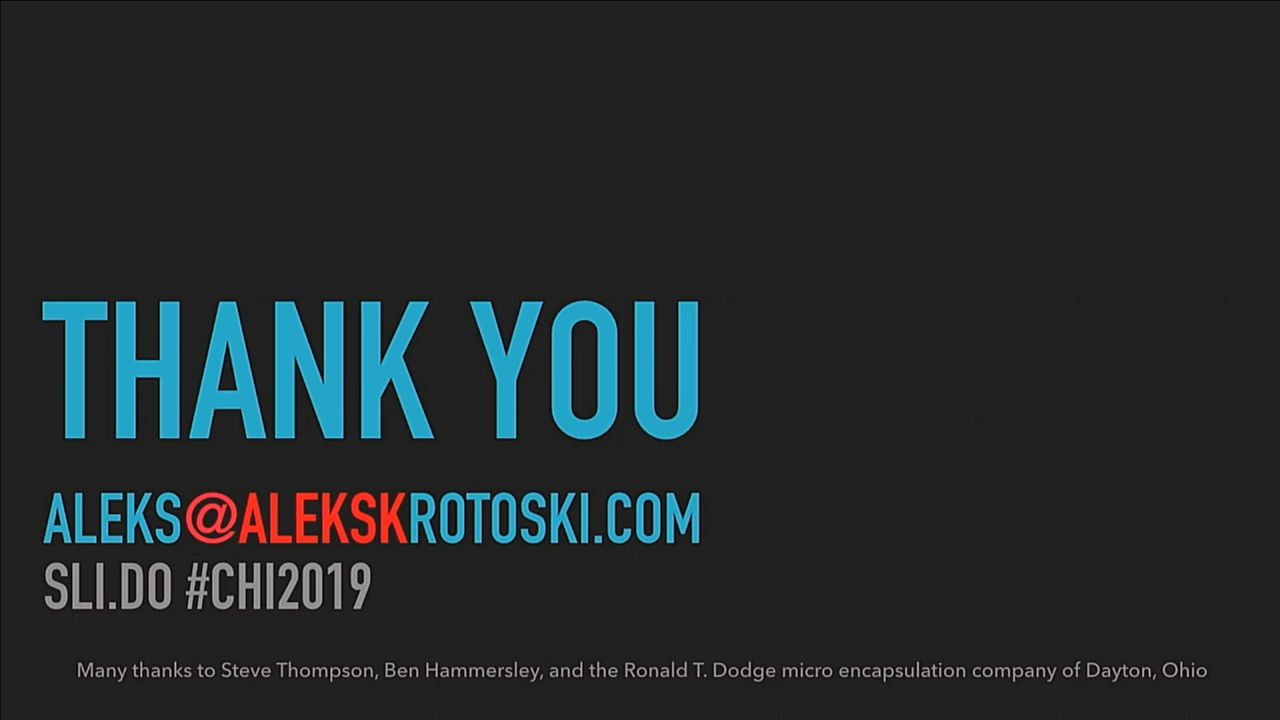 THANK YOU
ALEKS@ALEKSKROTOSKI.COM
SLI.DO #CHI2019
Many thanks to Steve Thompson, Ben Hammersley, and the Ronald T. Dodge micro encapsulation company of Dayton, Ohio